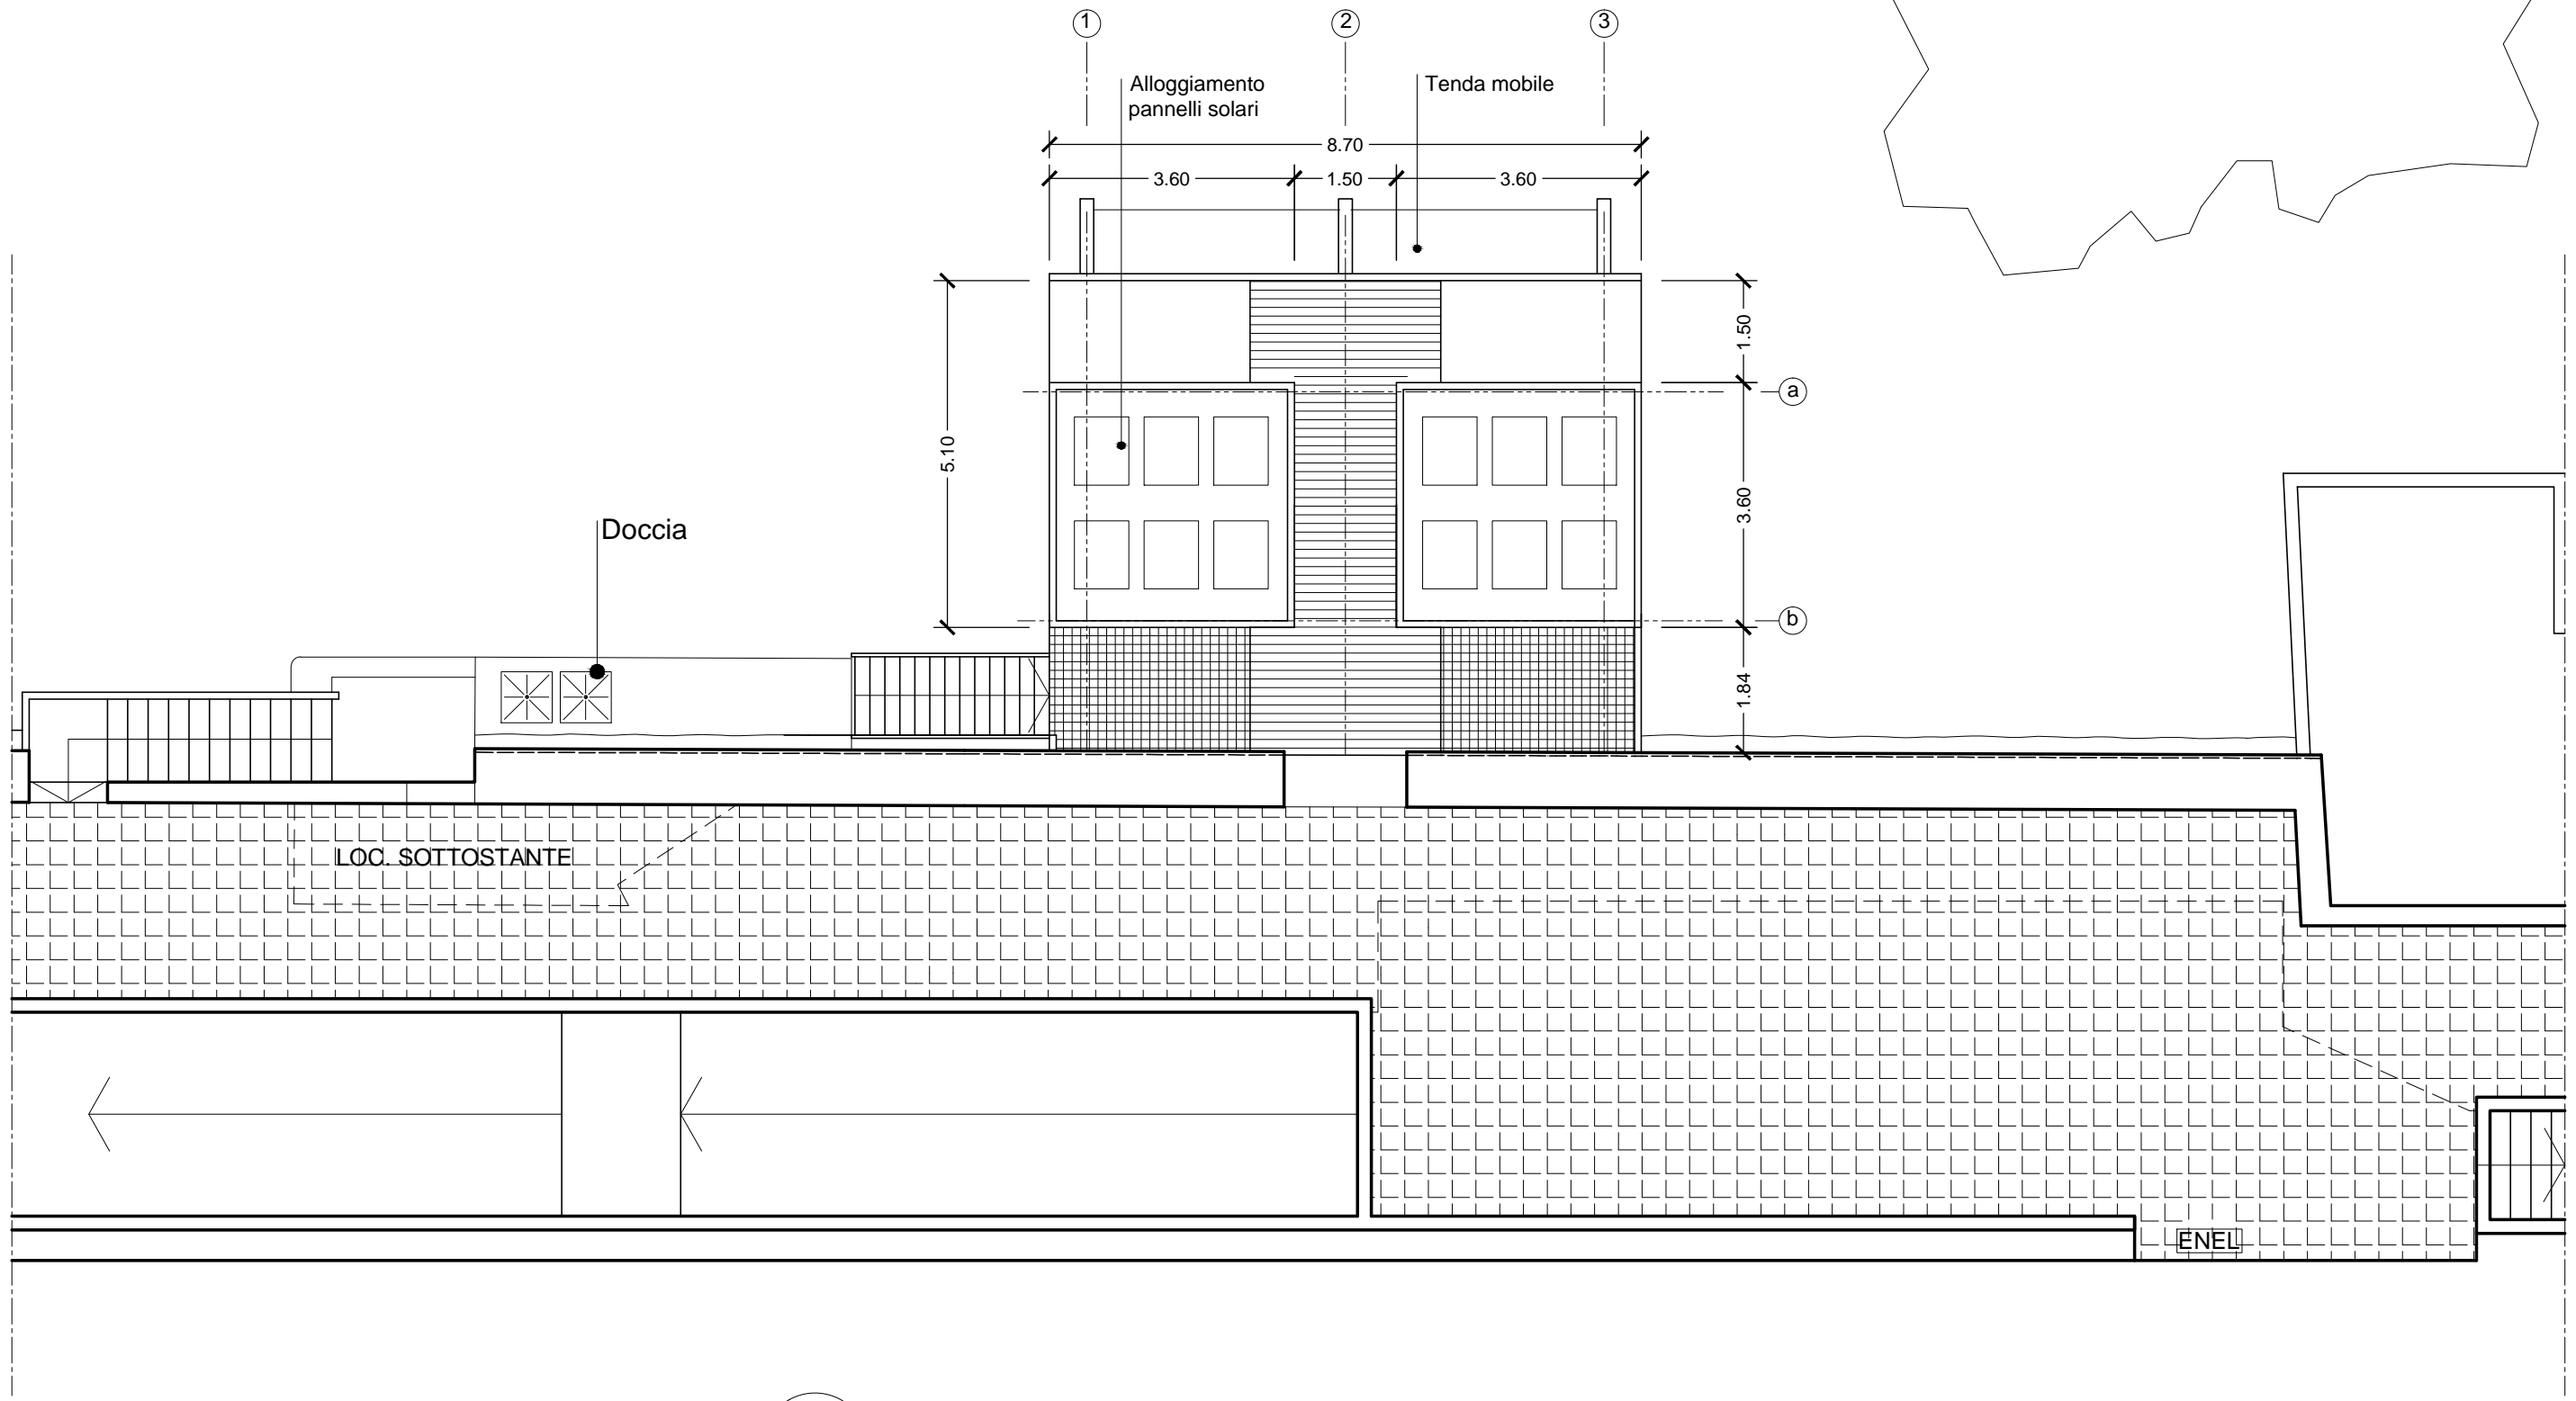 1
2
3
Alloggiamento
pannelli solari
Tenda mobile
8.70
3.60
1.50
3.60
1.50
a
5.10
3.60
Doccia
b
1.84
LOC. SOTTOSTANTE
ENEL